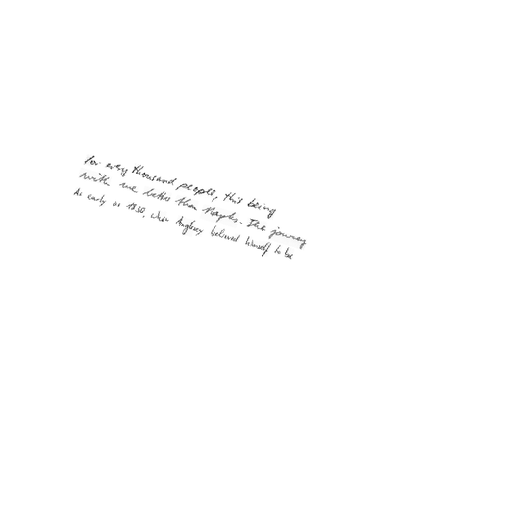 for every thousand people, this being
with me better than Naples. The journey
As early as 1830, when Anglesey believed himself to be